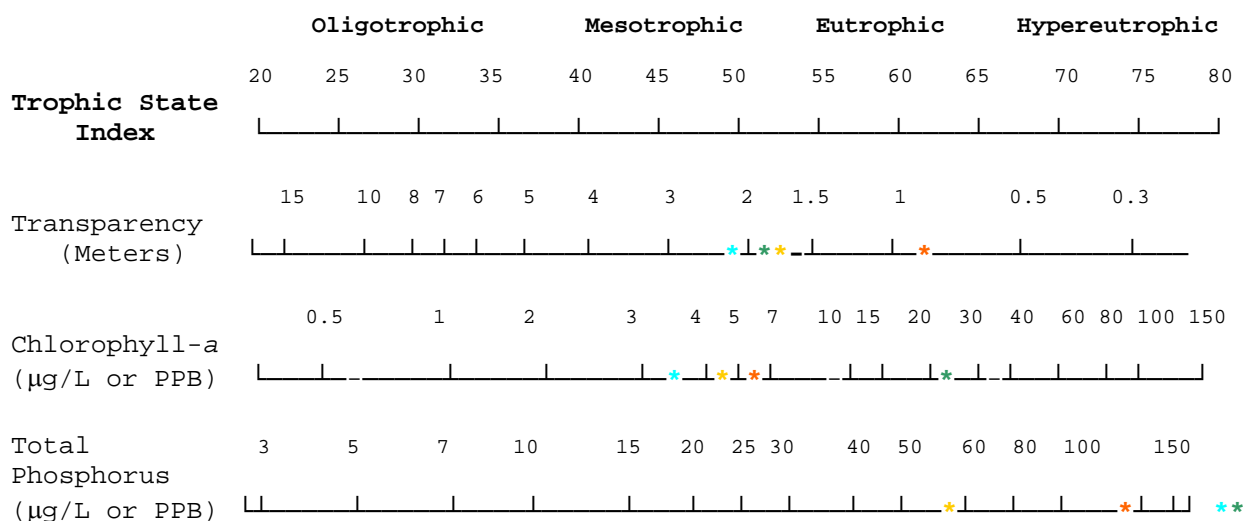 Oligotrophic Mesotrophic Eutrophic Hypereutrophic
20 25 30 35 40 45 50 55 60 65 70 75 80
Trophic State
Index
15 10 8 7 6 5 4 3 2 1.5 1 0.5 0.3
Transparency
(Meters)
* * * *
0.5 1 2 3 4 5 7 10 15 20 30 40 60 80 100 150
Chlorophyll-a
(µg/L or PPB)
* * * *
Total
3 5 7 10 15 20 25 30 40 50 60 80 100 150
Phosphorus
(µg/L or PPB)
* * * *